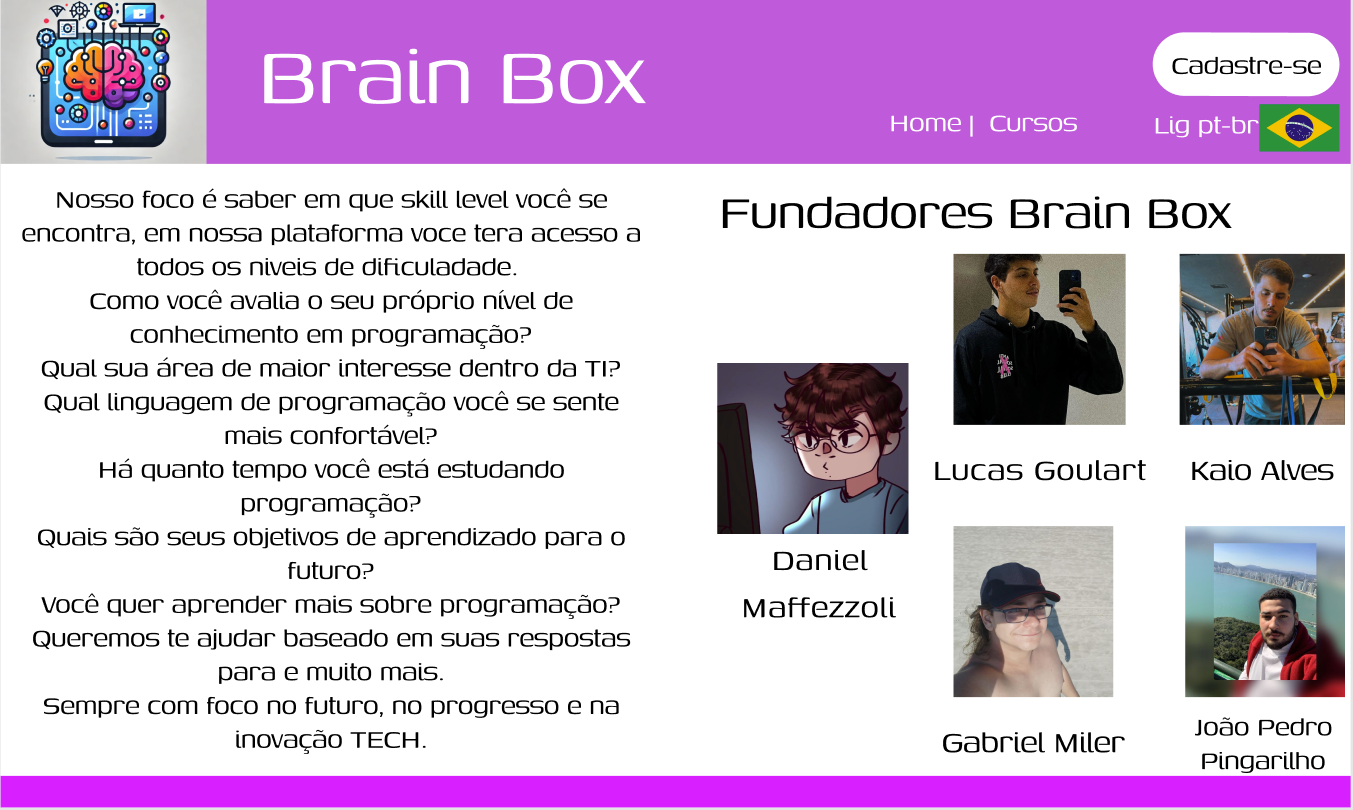 Brain Box
Cadastre-se
Home | Cursos
Lig pt-br
Nosso foco é saber em que skill level você se
encontra, em nossa plataforma voce tera acesso a
todos os niveis de dificuladade.
Como você avalia o seu próprio nível de
conhecimento em programação?
Qual sua área de maior interesse dentro da TI?
Qual linguagem de programação você se sente
mais confortável?
Há quanto tempo você está estudando
programação?
Quais são seus objetivos de aprendizado para o
futuro?
Você quer aprender mais sobre programação?
Queremos te ajudar baseado em suas respostas
para e muito mais.
Sempre com foco no futuro, no progresso e na
inovação TECH.
Fundadores Brain Box
Lucas Goulart
Kaio Alves
Daniel
Maffezzoli
Gabriel Miler
João Pedro
Pingarilho